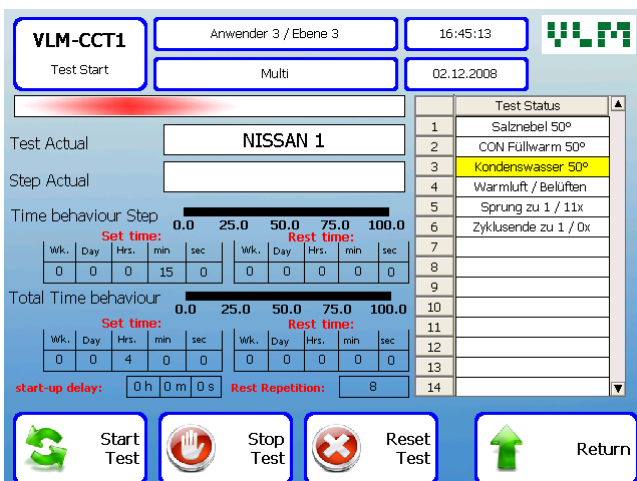 VLM-CCT1
Test Start
Anwender 3 / Ebene 3
Multi
16:45:13
02.12.2008
VLM
Test Actual
NISSAN 1
Step Actual
Time behaviour Step
0.0 25.0 50.0 75.0 100.0
Set time: Rest time:
Wk. Day Hrs. min sec Wk. Day Hrs. min sec
0 0 0 15 0 0 0 0 0 0
Total Time behaviour
0.0 25.0 50.0 75.0 100.0
Set time: Rest time:
Wk. Day Hrs. min sec Wk. Day Hrs. min sec
0 0 4 0 0 0 0 0 0 0
start-up delay: 0 h 0 m 0 s Rest Repetition: 8
Test Status
1 Salznebel 50º
2 CON Füllwarm 50º
3 Kondenswasser 50º
4 Warmluft / Belüften
5 Sprung zu 1 / 11x
6 Zyklusende zu 1 / 0x
7
8
9
10
11
12
13
14
Start Test
Stop Test
Reset Test
Return